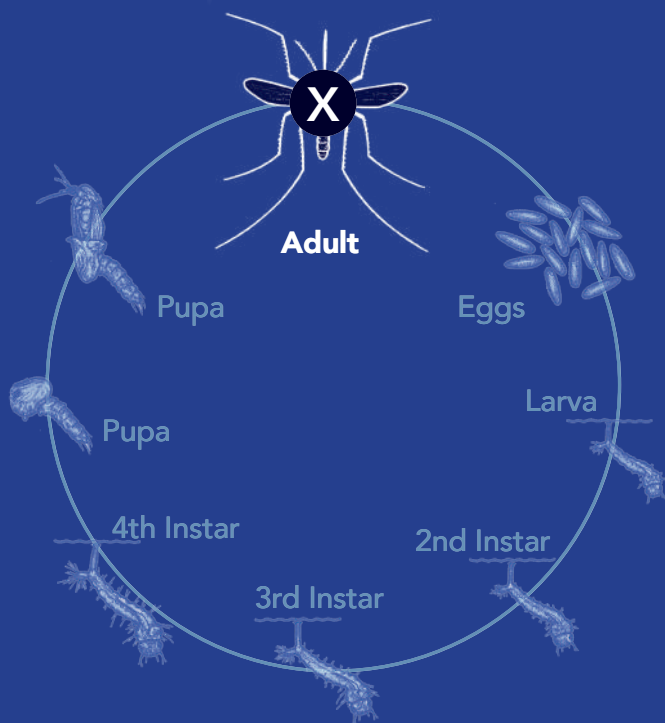 X
Adult
Eggs
Pupa
Larva
Pupa
4th Instar
2nd Instar
3rd Instar